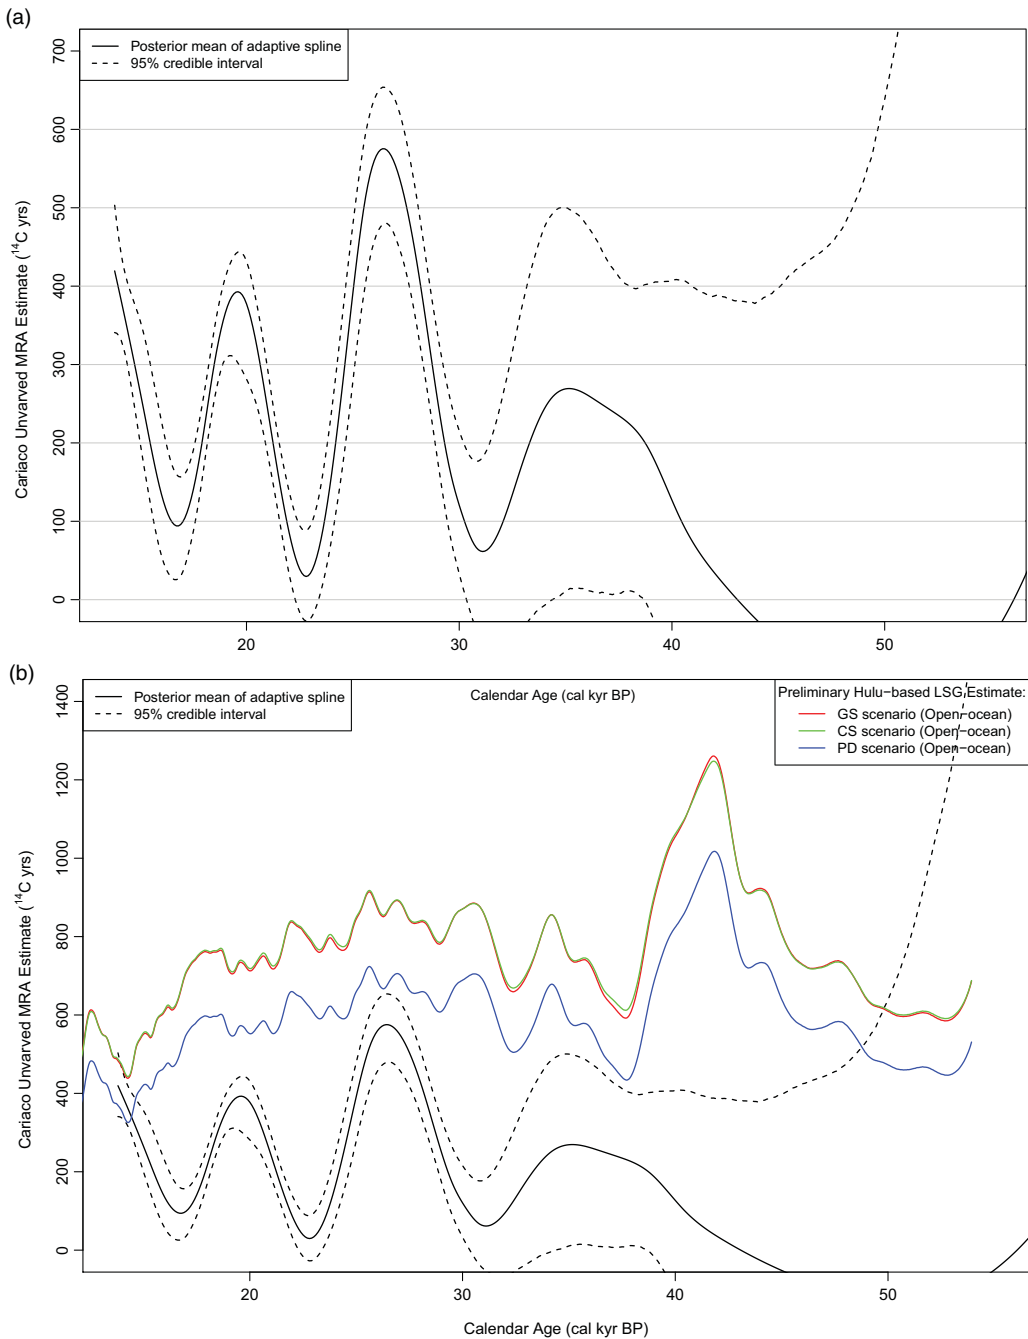 (a)
Posterior mean of adaptive spline
95% credible interval
Cariaco Unvarved MRA Estimate (¹⁴C yrs)
700
600
500
400
300
200
100
0
20
30
40
50
Calendar Age (cal kyr BP)
(b)
Posterior mean of adaptive spline
95% credible interval
Preliminary Hulu−based LSG Estimate:
GS scenario (Open−ocean)
CS scenario (Open−ocean)
PD scenario (Open−ocean)
Cariaco Unvarved MRA Estimate (¹⁴C yrs)
1400
1200
1000
800
600
400
200
0
20
30
40
50
Calendar Age (cal kyr BP)